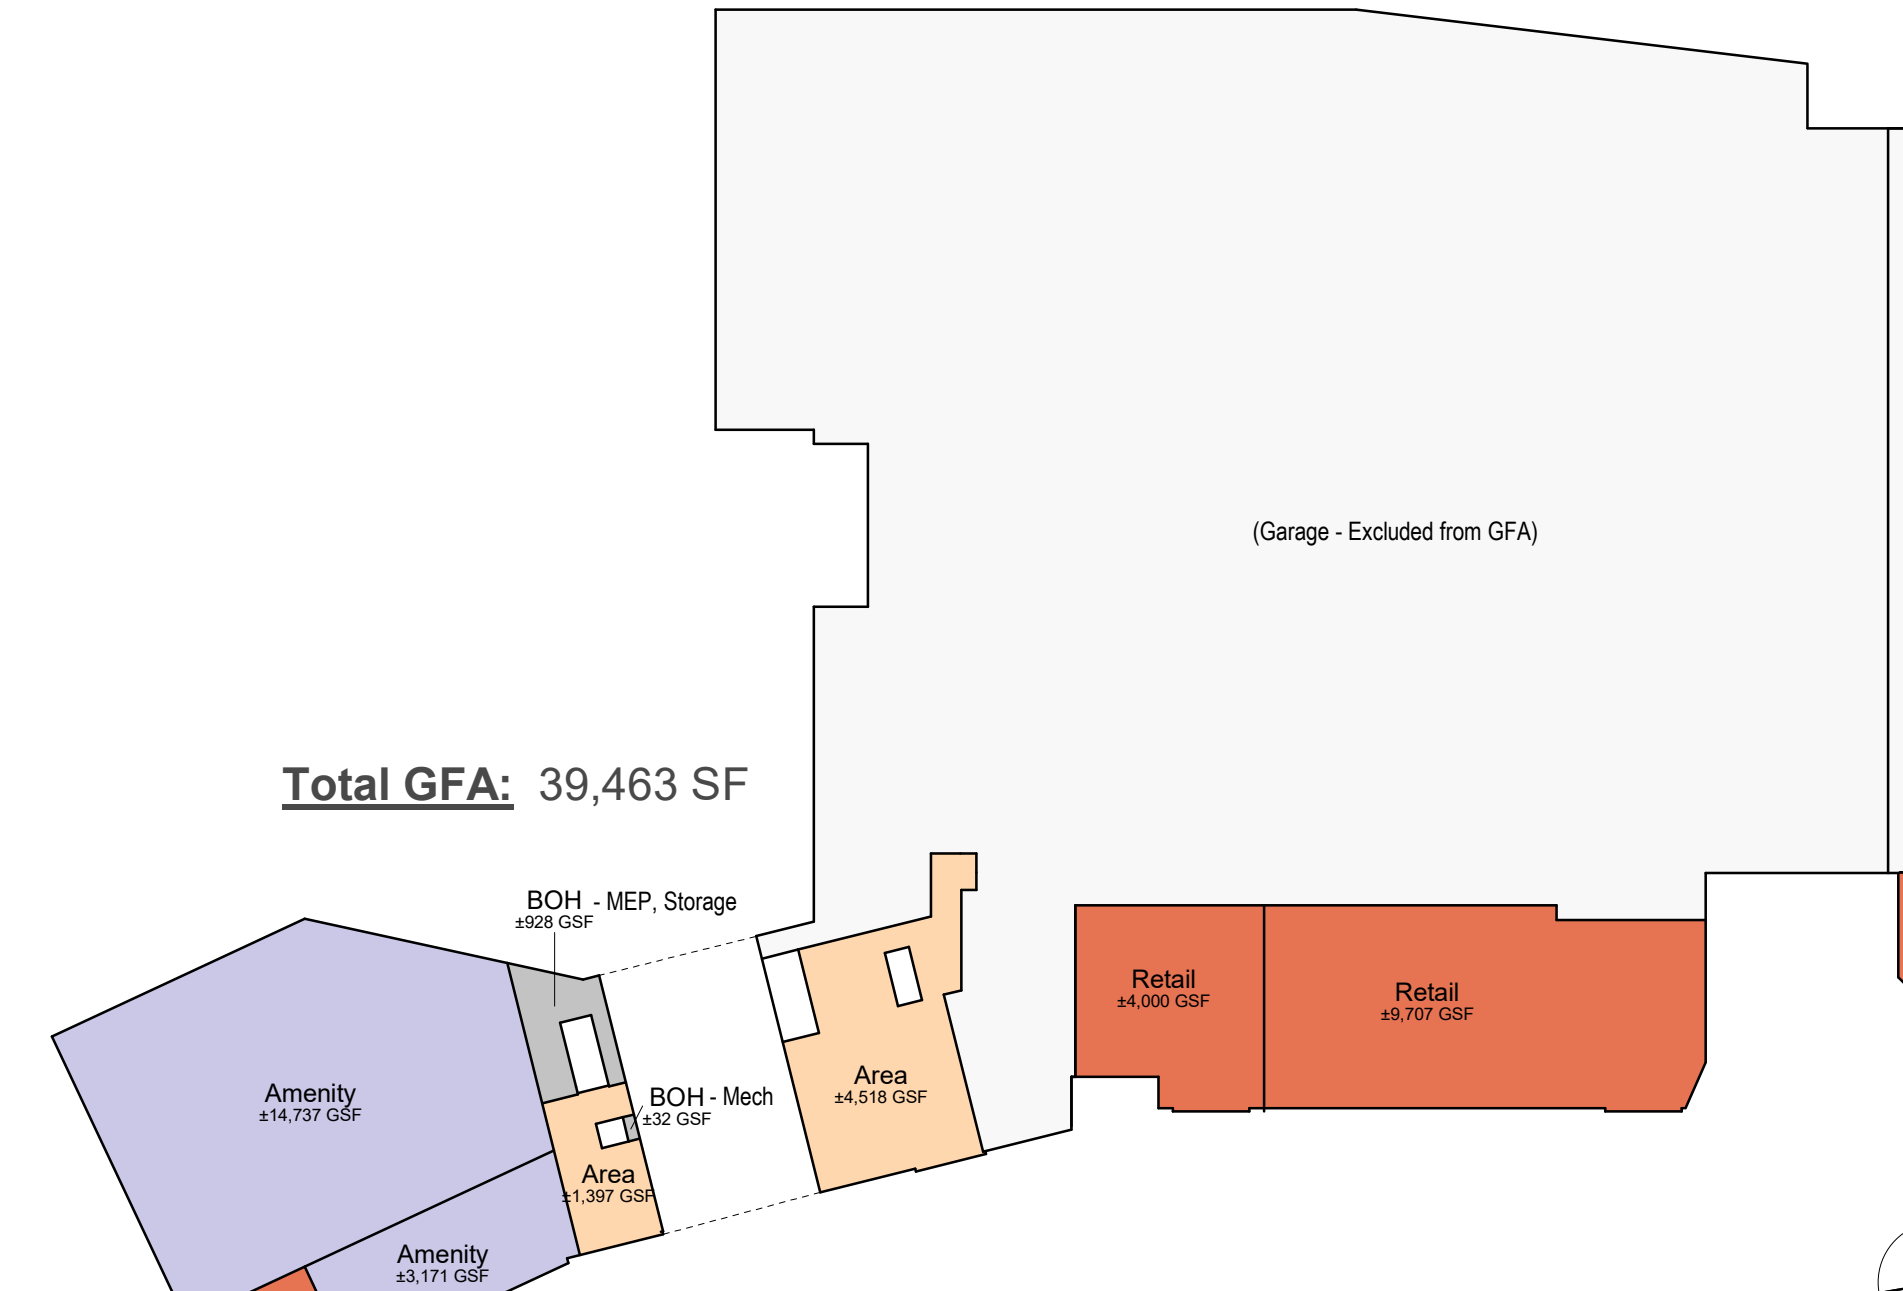 (Garage - Excluded from GFA)
Total GFA: 39,463 SF
BOH - MEP, Storage
±928 GSF
Retail
±4,000 GSF
Retail
±9,707 GSF
Amenity
±14,737 GSF
BOH - Mech
±32 GSF
Area
±4,518 GSF
Area
±1,397 GSF
Amenity
±3,171 GSF